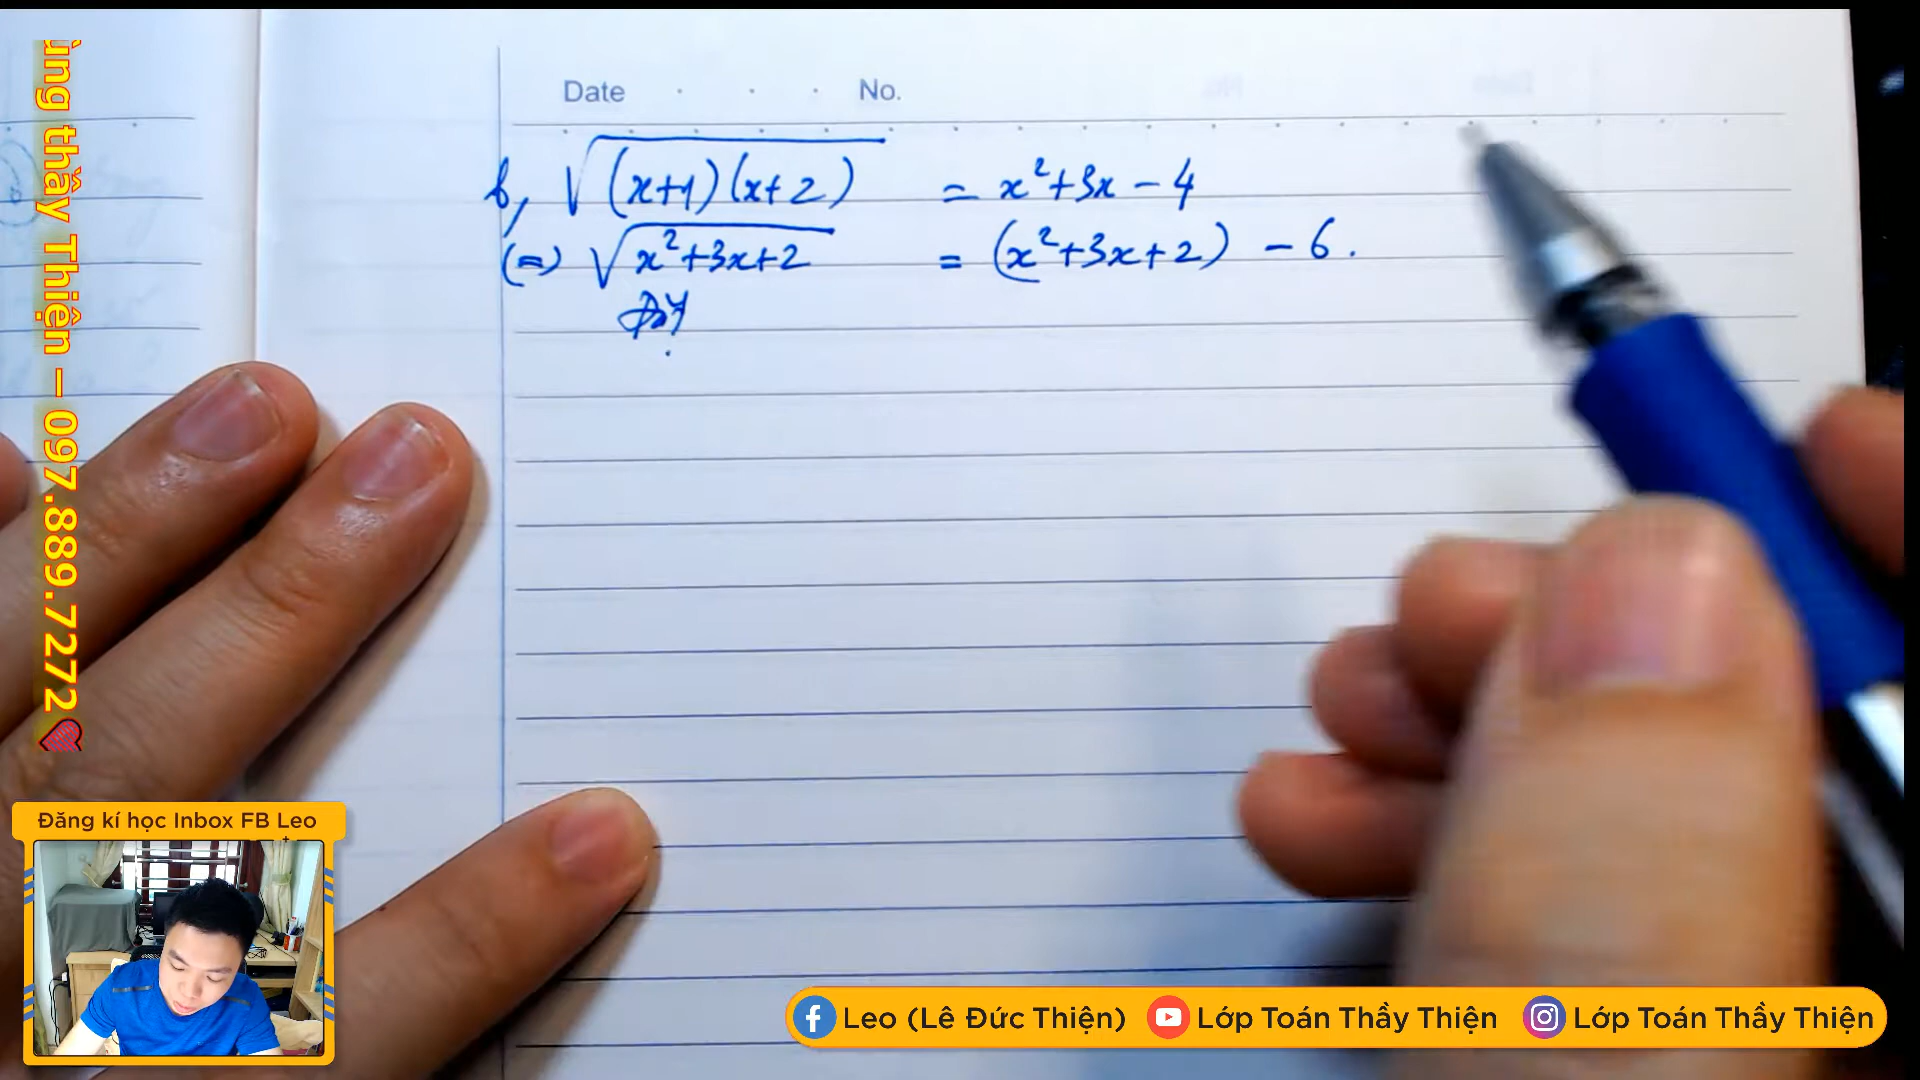 Date . . . No.
b, √(x+1)(x+2) = x²+3x-4
(=) √x²+3x+2 = (x²+3x+2) - 6.
Đặt
ùng thầy Thiện – 097.889.7272
Đăng kí học Inbox FB Leo
Leo (Lê Đức Thiện) Lớp Toán Thầy Thiện Lớp Toán Thầy Thiện